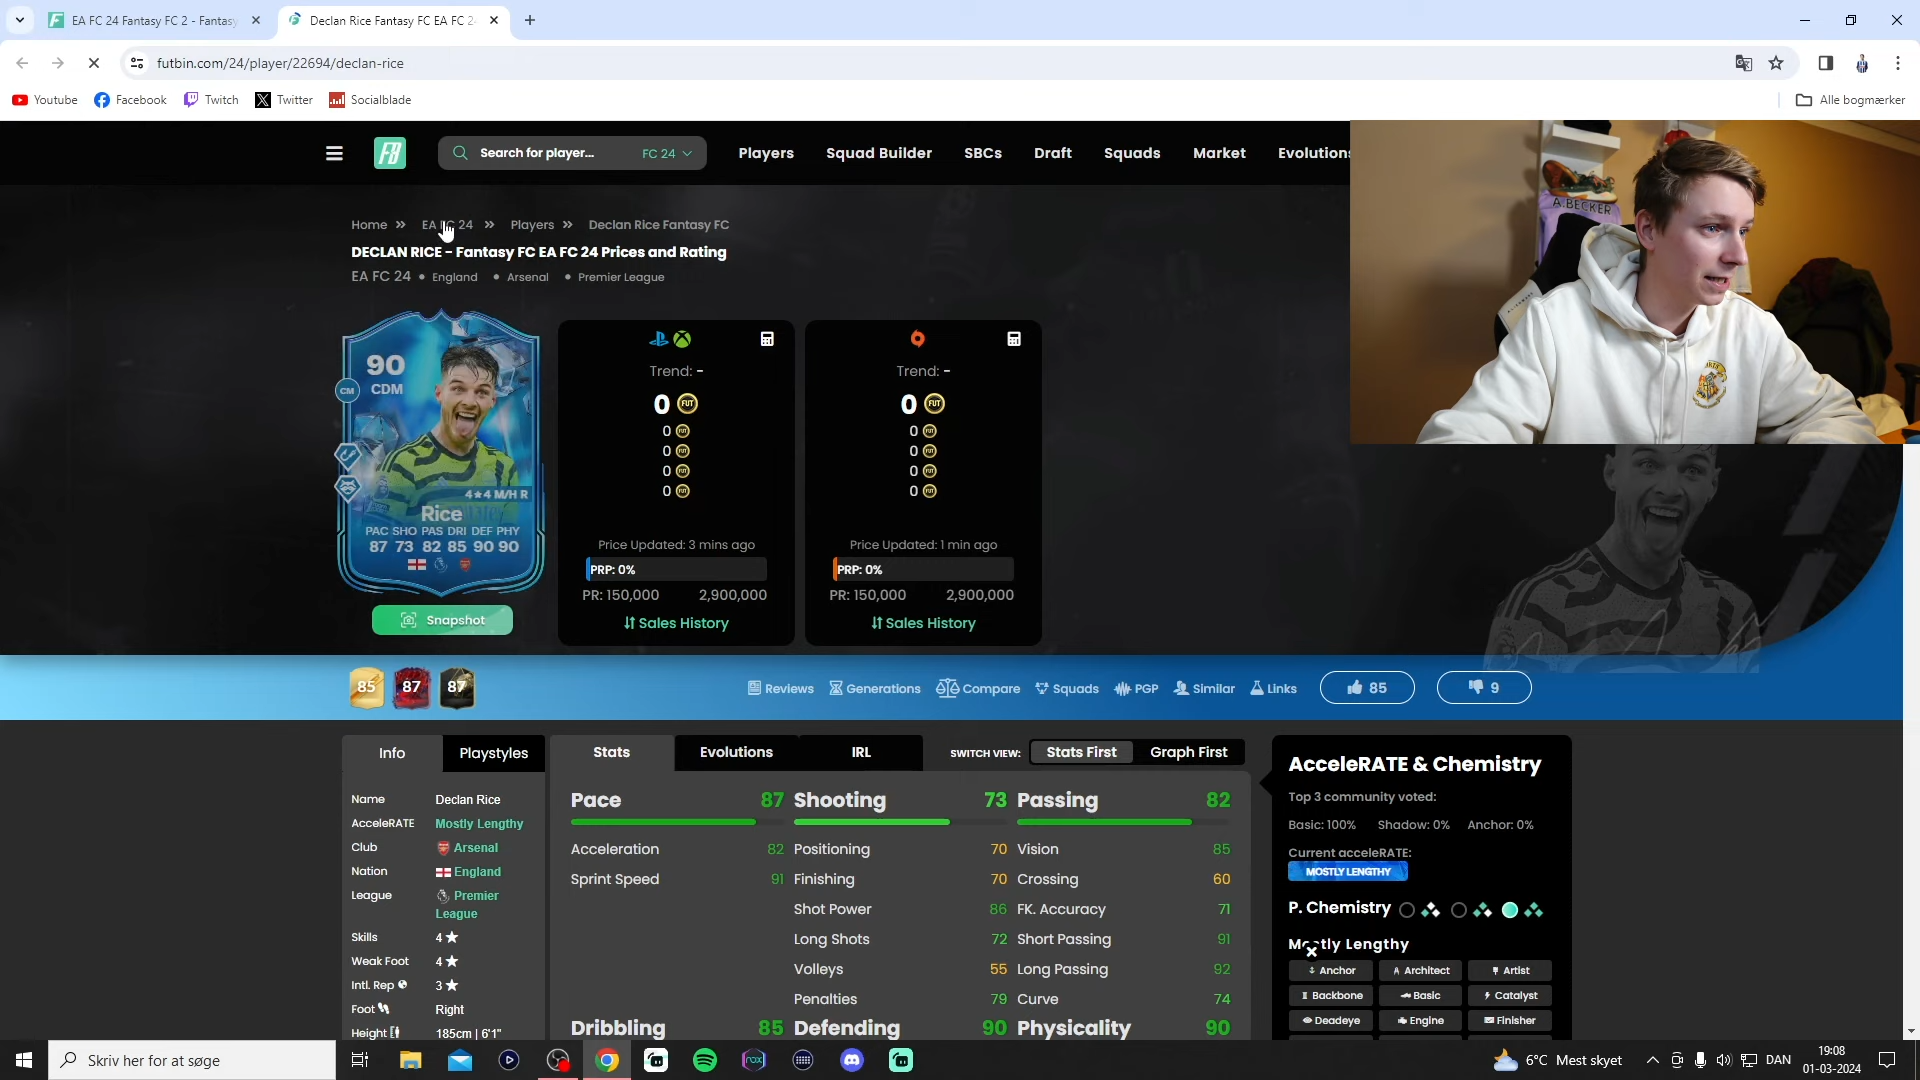 EA FC 24 Fantasy FC 2 - Fantasy
Declan Rice Fantasy FC EA FC 24
futbin.com/24/player/22694/declan-rice
Youtube Facebook Twitch Twitter Socialblade Alle bogmærker
FB Search for player... FC 24 Players Squad Builder SBCs Draft Squads Market Evolutions
A.BECKER
Home » EA FC 24 » Players » Declan Rice Fantasy FC
DECLAN RICE - Fantasy FC EA FC 24 Prices and Rating
EA FC 24 • England • Arsenal • Premier League
90
CDM
CM
4★4 M/H R
Rice
PAC SHO PAS DRI DEF PHY
87 73 82 85 90 90
Snapshot
Trend: -
0 FUT
0
0
0
0
Price Updated: 3 mins ago
PRP: 0%
PR: 150,000 2,900,000
Sales History
Trend: -
0 FUT
0
0
0
0
Price Updated: 1 min ago
PRP: 0%
PR: 150,000 2,900,000
Sales History
85 87 87
Reviews Generations Compare Squads PGP Similar Links 85 9
Info Playstyles
Name Declan Rice
AcceleRATE Mostly Lengthy
Club Arsenal
Nation England
League Premier
League
Skills 4★
Weak Foot 4★
Intl. Rep 3★
Foot Right
Height 185cm | 6'1"
Stats Evolutions IRL SWITCH VIEW: Stats First Graph First
Pace 87 Shooting 73 Passing 82
Acceleration 82 Positioning 70 Vision 85
Sprint Speed 91 Finishing 70 Crossing 60
Shot Power 86 FK. Accuracy 71
Long Shots 72 Short Passing 91
Volleys 55 Long Passing 92
Penalties 79 Curve 74
Dribbling 85 Defending 90 Physicality 90
AcceleRATE & Chemistry
Top 3 community voted:
Basic: 100% Shadow: 0% Anchor: 0%
Current acceleRATE:
MOSTLY LENGTHY
P. Chemistry
Mostly Lengthy
Anchor Architect Artist
Backbone Basic Catalyst
Deadeye Engine Finisher
Skriv her for at søge
6°C Mest skyet DAN
19:08
01-03-2024